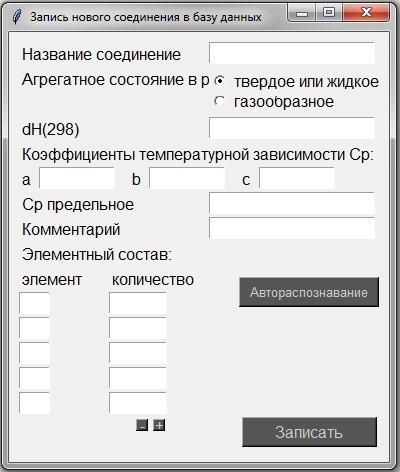 Запись нового соединения в базу данных
Название соединение
Агрегатное состояние в р
твердое или жидкое
газообразное
dH(298)
Коэффициенты температурной зависимости Ср:
a b c
Ср предельное
Комментарий
Элементный состав:
элемент количество
Автораспознавание
- +
Записать